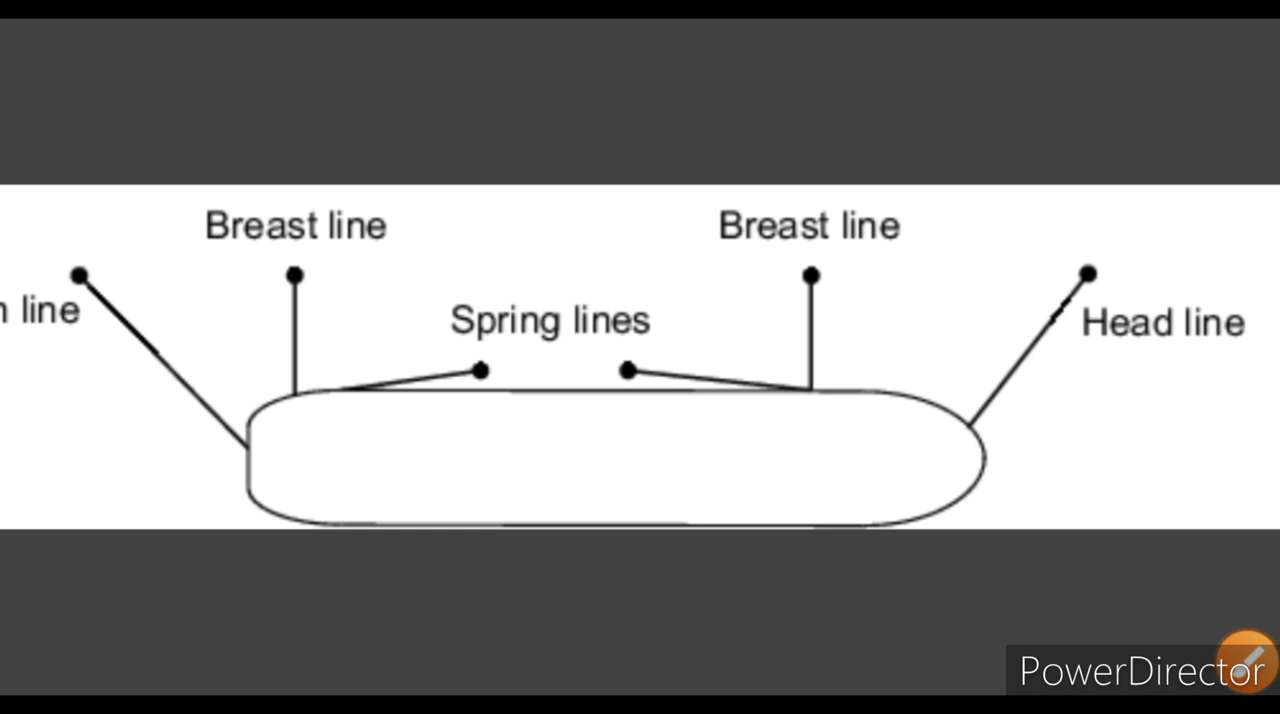 Breast line
Breast line
line
Spring lines
Head line
PowerDirector